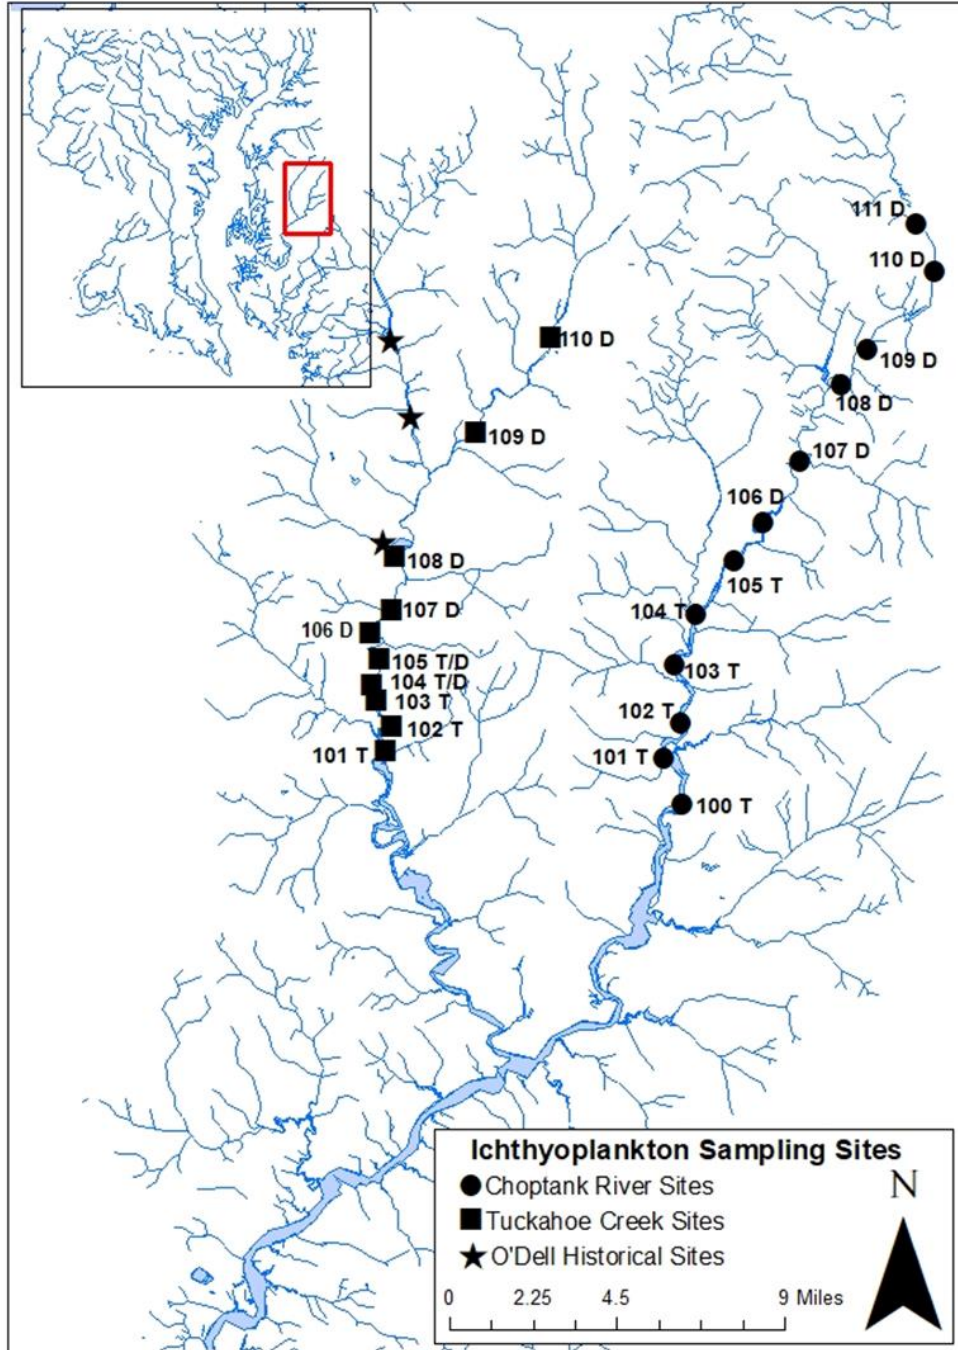 111 D
110 D
110 D
109 D
108 D
109 D
107 D
106 D
108 D
105 T
107 D
104 T
106 D
105 T/D
103 T
104 T/D
103 T
102 T
102 T
101 T
101 T
100 T
Ichthyoplankton Sampling Sites
Choptank River Sites
Tuckahoe Creek Sites
O'Dell Historical Sites
N
0 2.25 4.5 9 Miles